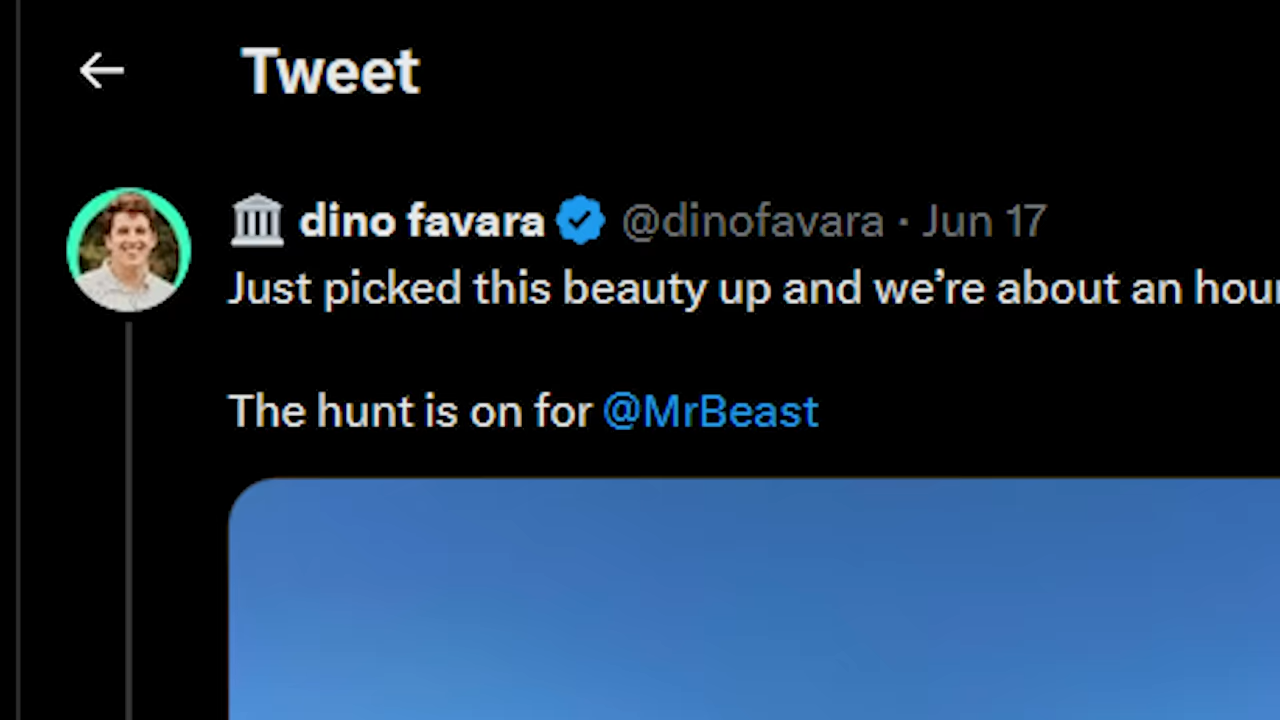 Tweet
dino favara @dinofavara · Jun 17
Just picked this beauty up and we’re about an
The hunt is on for @MrBeast